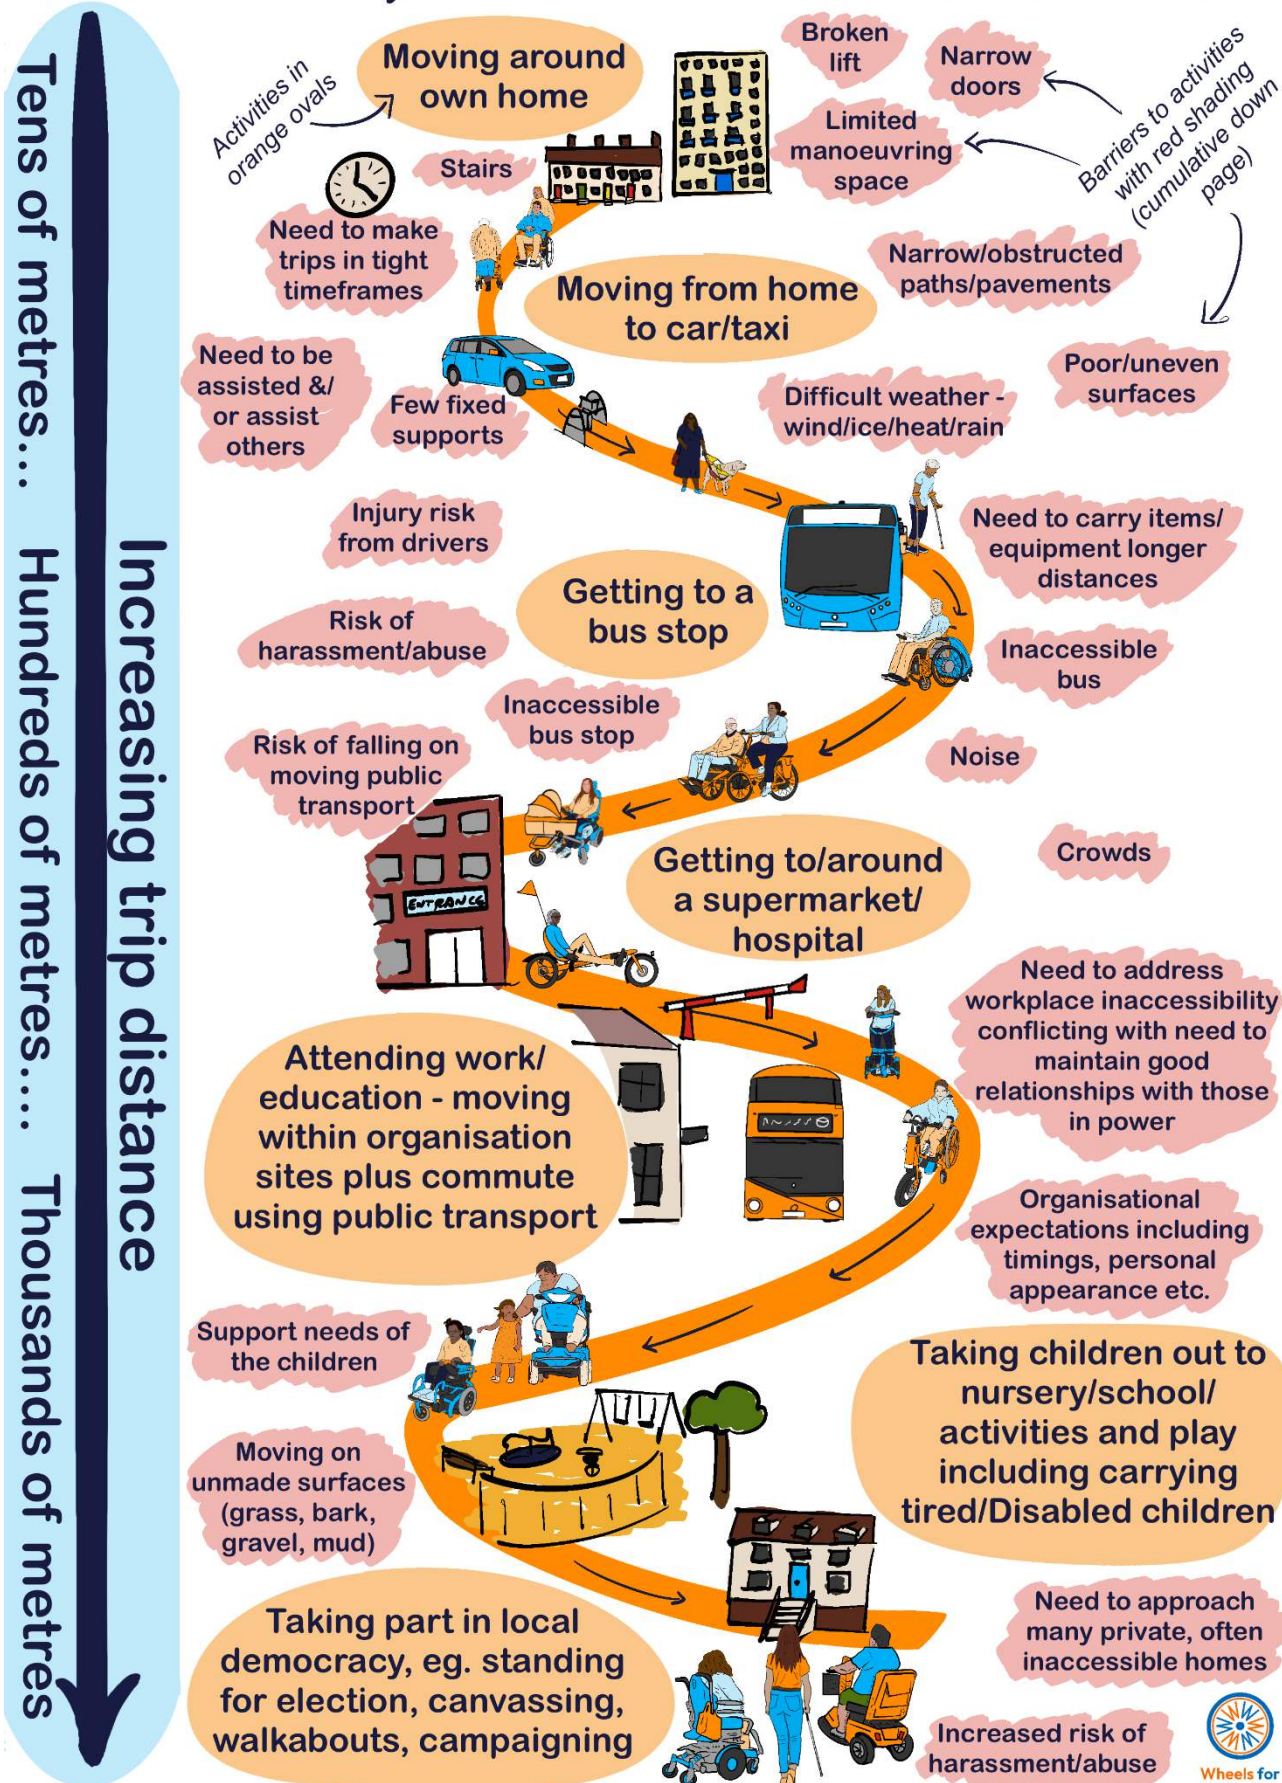 Tens of metres... Hundreds of metres.... Thousands of metres
Increasing trip distance
Activities in
orange ovals
Moving around
own home
Broken
lift
Narrow
doors
Limited
manoeuvring
space
Barriers to activities
with red shading
(cumulative down
page)
Stairs
Need to make
trips in tight
timeframes
Moving from home
to car/taxi
Narrow/obstructed
paths/pavements
Need to be
assisted &/
or assist
others
Few fixed
supports
Difficult weather -
wind/ice/heat/rain
Poor/uneven
surfaces
Injury risk
from drivers
Need to carry items/
equipment longer
distances
Getting to a
bus stop
Risk of
harassment/abuse
Inaccessible
bus
Inaccessible
bus stop
Risk of falling on
moving public
transport
Noise
ENTRANCE
Getting to/around
a supermarket/
hospital
Crowds
Need to address
workplace inaccessibility
conflicting with need to
maintain good
relationships with those
in power
Attending work/
education - moving
within organisation
sites plus commute
using public transport
Organisational
expectations including
timings, personal
appearance etc.
Support needs of
the children
Taking children out to
nursery/school/
activities and play
including carrying
tired/Disabled children
Moving on
unmade surfaces
(grass, bark,
gravel, mud)
Taking part in local
democracy, eg. standing
for election, canvassing,
walkabouts, campaigning
Need to approach
many private, often
inaccessible homes
Increased risk of
harassment/abuse
Wheels for